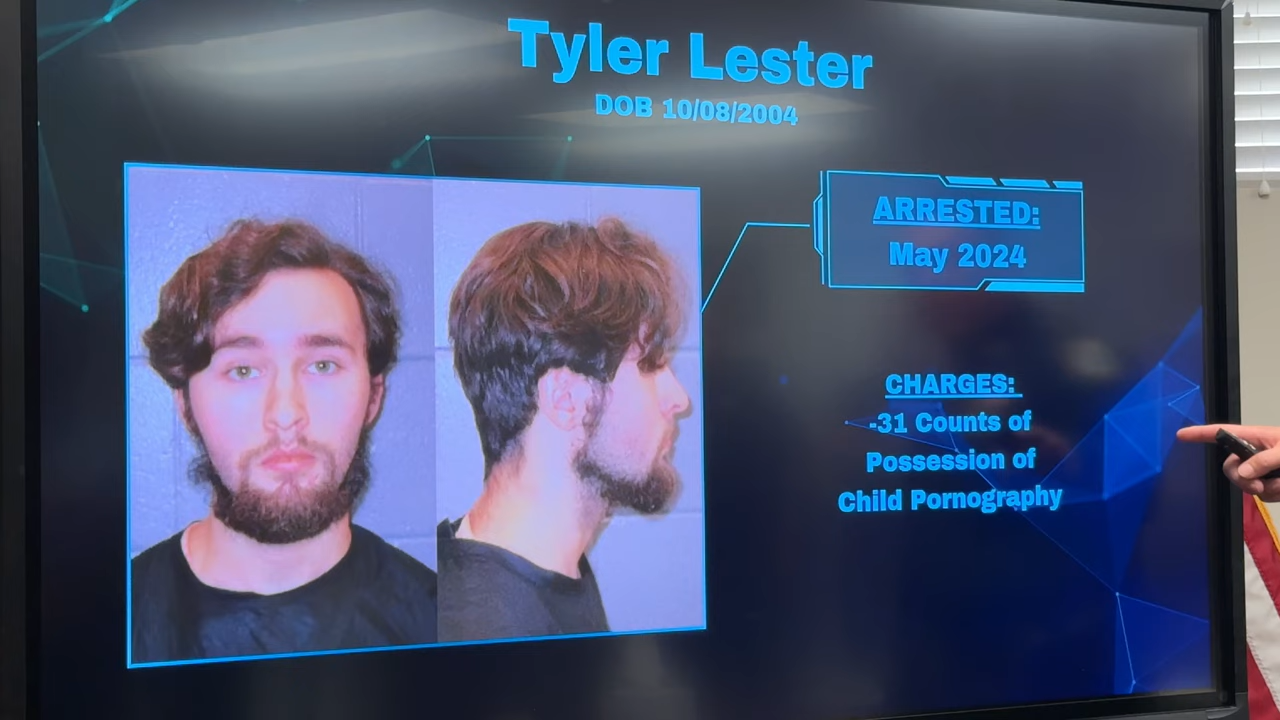 Tyler Lester
DOB 10/08/2004
ARRESTED:
May 2024
CHARGES:
-31 Counts of
Possession of
Child Pornography